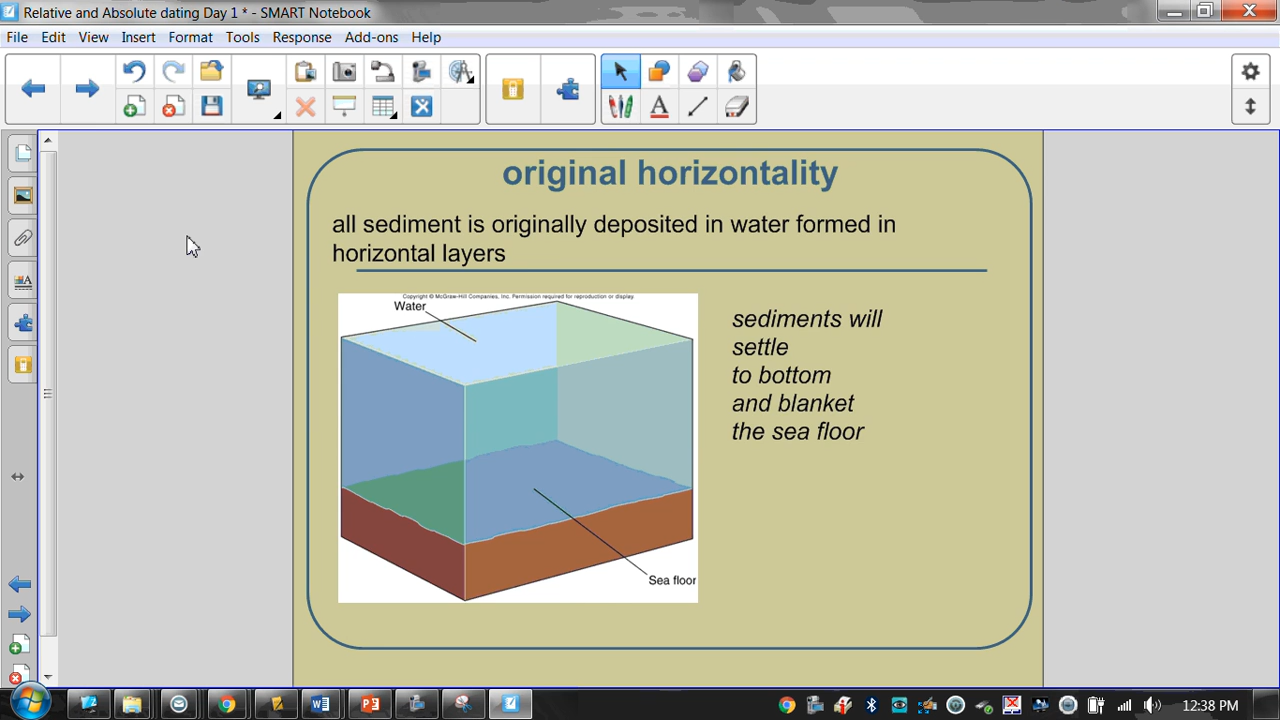 Relative and Absolute dating Day 1 * - SMART Notebook
File Edit View Insert Format Tools Response Add-ons Help
original horizontality
all sediment is originally deposited in water formed in
horizontal layers
Copyright © McGraw-Hill Companies, Inc. Permission required for reproduction or display.
Water
sediments will
settle
to bottom
and blanket
the sea floor
Sea floor
12:38 PM